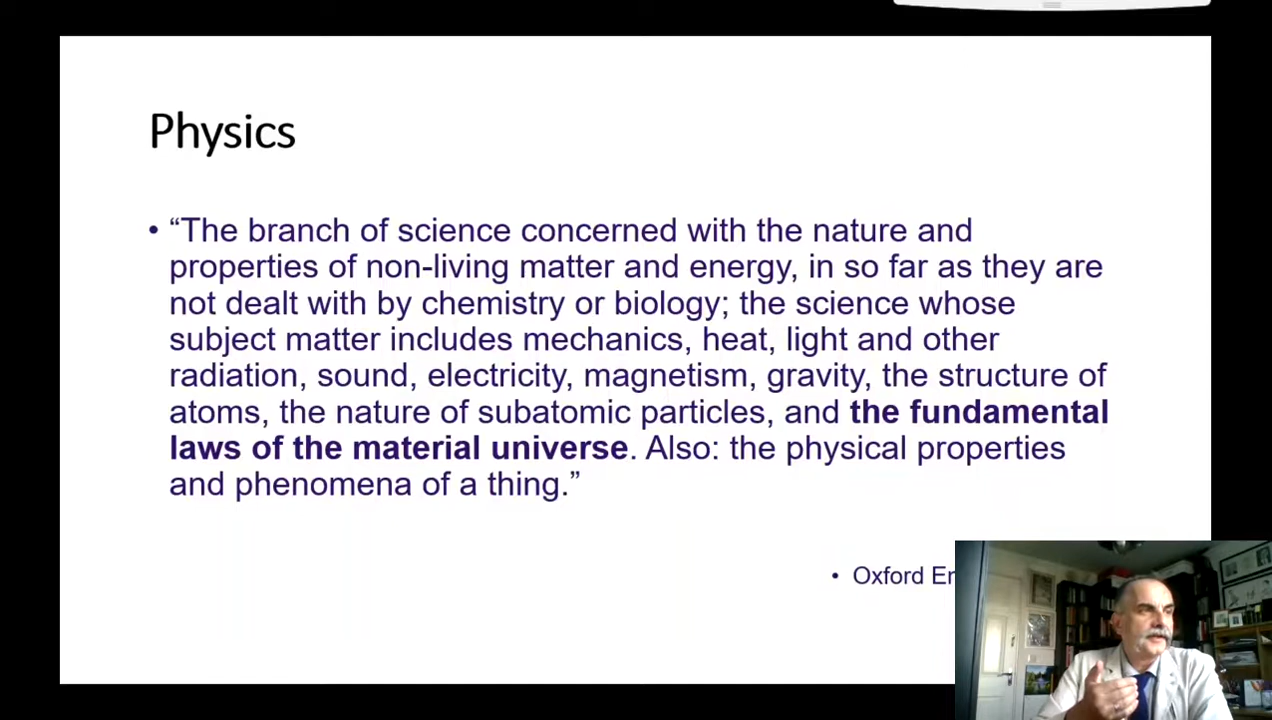 Physics
• “The branch of science concerned with the nature and
properties of non-living matter and energy, in so far as they are
not dealt with by chemistry or biology; the science whose
subject matter includes mechanics, heat, light and other
radiation, sound, electricity, magnetism, gravity, the structure of
atoms, the nature of subatomic particles, and the fundamental
laws of the material universe. Also: the physical properties
and phenomena of a thing.”
• Oxford